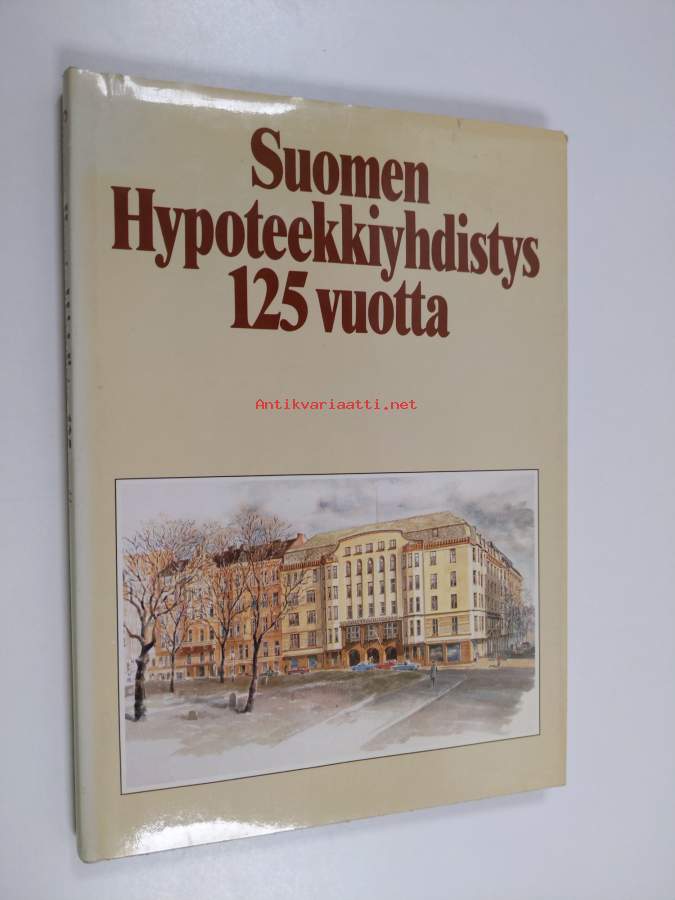 Suomen
Hypoteekkiyhdistys
125 vuotta
Antikvariaatti.net